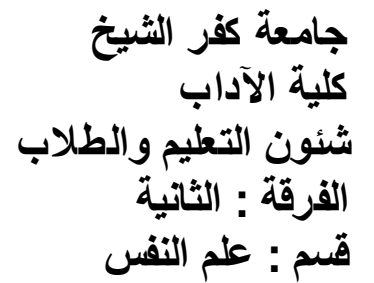 جامعة كفر الشيخ
كلية الآداب
شئون التعليم والطلاب
الفرقة : الثانية
قسم : علم النفس